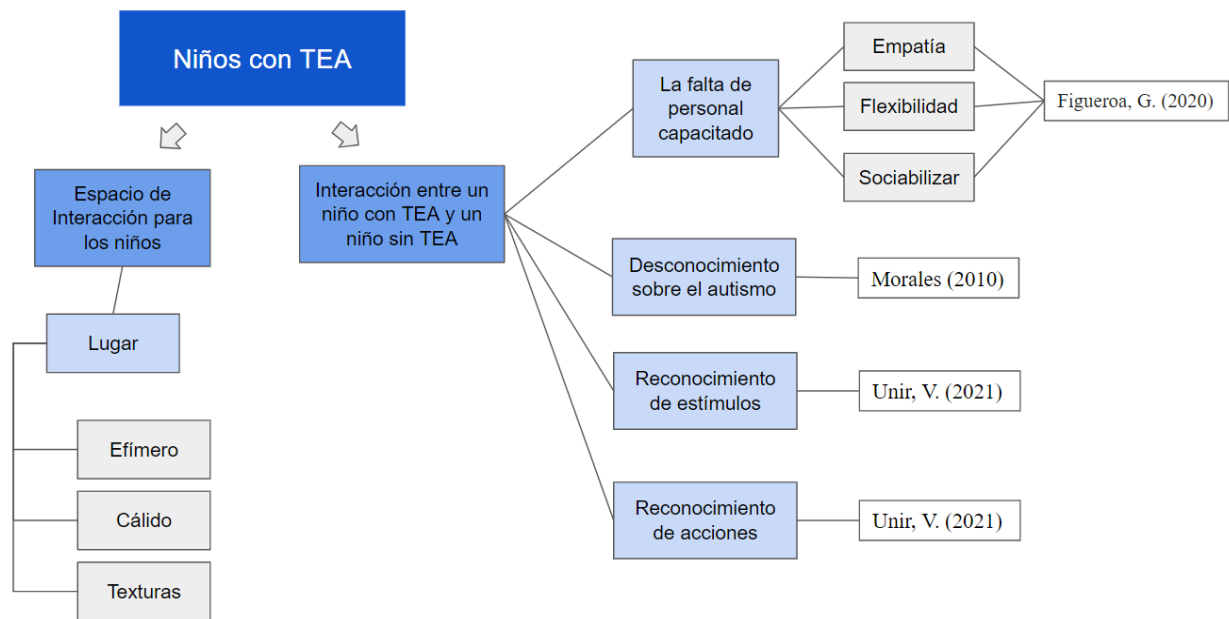 Niños con TEA
Espacio de
Interacción para
los niños
Lugar
Efímero
Cálido
Texturas
Interacción entre un
niño con TEA y un
niño sin TEA
La falta de
personal
capacitado
Empatía
Flexibilidad
Sociabilizar
Figueroa, G. (2020)
Desconocimiento
sobre el autismo
Morales (2010)
Reconocimiento
de estímulos
Unir, V. (2021)
Reconocimiento
de acciones
Unir, V. (2021)